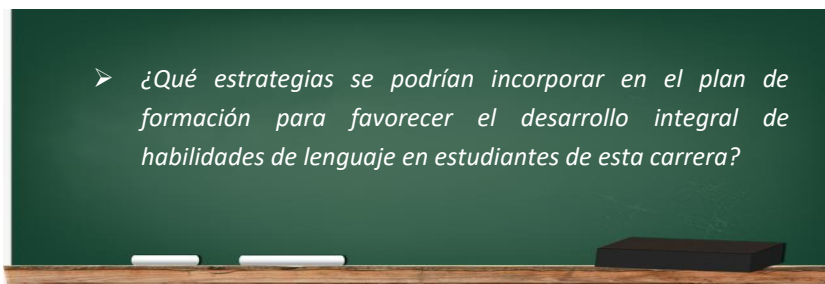 ➢ ¿Qué estrategias se podrían incorporar en el plan de
formación para favorecer el desarrollo integral de
habilidades de lenguaje en estudiantes de esta carrera?